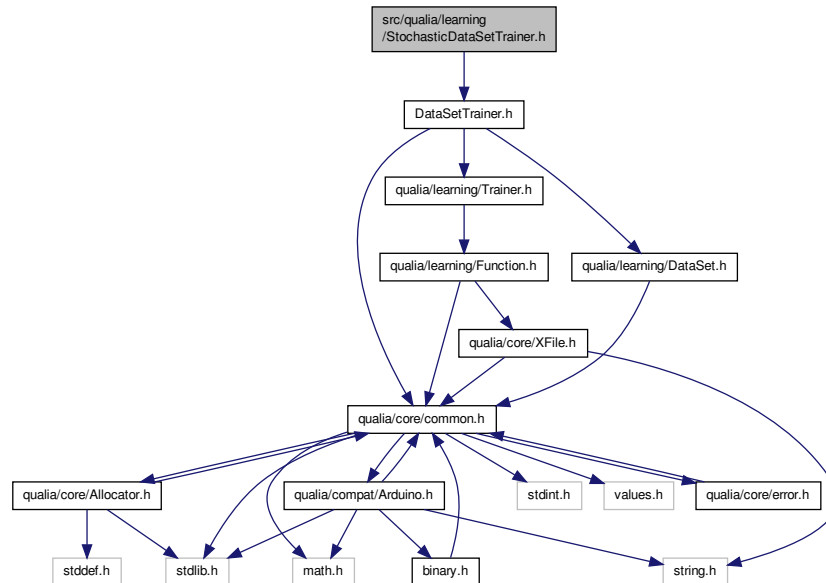 src/qualia/learning
/StochasticDataSetTrainer.h
DataSetTrainer.h
qualia/learning/Trainer.h
qualia/learning/Function.h
qualia/learning/DataSet.h
qualia/core/XFile.h
qualia/core/common.h
qualia/core/Allocator.h
qualia/compat/Arduino.h
stdint.h
values.h
qualia/core/error.h
stddef.h
stdlib.h
math.h
binary.h
string.h